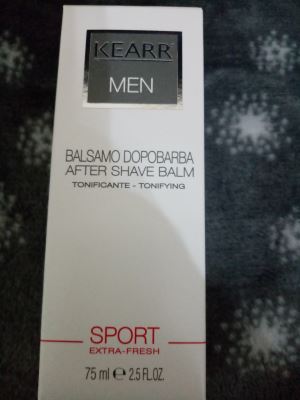 KEARR
MEN
BALSAMO DOPOBARBA
AFTER SHAVE BALM
TONIFICANTE - TONIFYING
SPORT
EXTRA-FRESH
75 ml ℮ 2.5 FL.OZ.